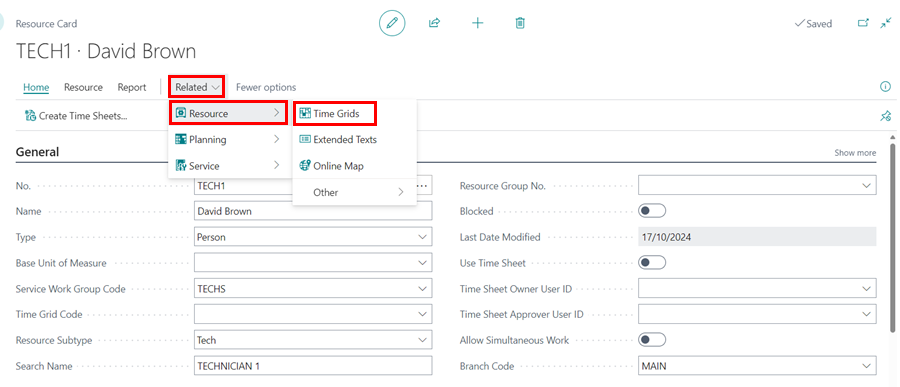 Resource Card
Saved
TECH1 · David Brown
Home Resource Report Related Fewer options
Create Time Sheets...
Resource
Planning
Service
Time Grids
Extended Texts
Online Map
Other
General
Show more
No. TECH1 ...
Name David Brown
Type Person
Base Unit of Measure
Service Work Group Code TECHS
Time Grid Code
Resource Subtype Tech
Search Name TECHNICIAN 1
Resource Group No.
Blocked
Last Date Modified 17/10/2024
Use Time Sheet
Time Sheet Owner User ID
Time Sheet Approver User ID
Allow Simultaneous Work
Branch Code MAIN